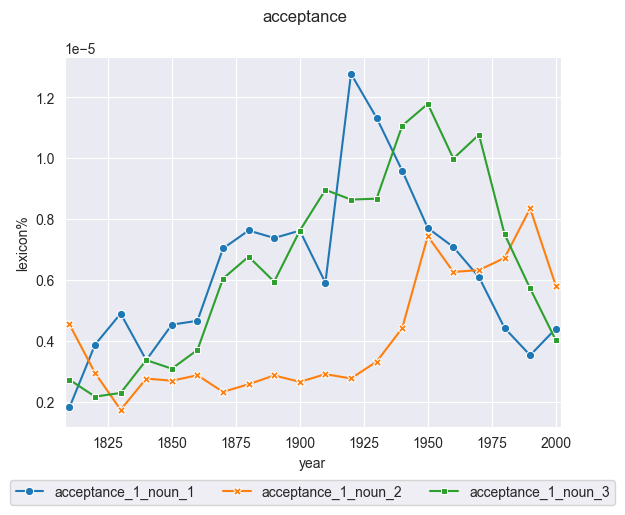 acceptance
1e−5
1.2
1.0
0.8
0.6
0.4
0.2
lexicon%
1825 1850 1875 1900 1925 1950 1975 2000
year
acceptance_1_noun_1 acceptance_1_noun_2 acceptance_1_noun_3